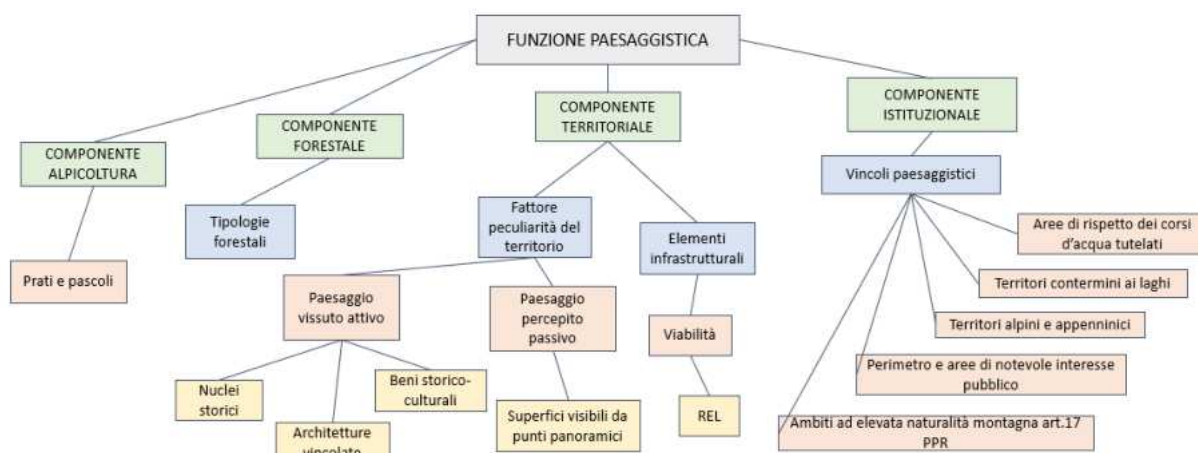 FUNZIONE PAESAGGISTICA
COMPONENTE
ALPICOLTURA
COMPONENTE
FORESTALE
COMPONENTE
TERRITORIALE
COMPONENTE
ISTITUZIONALE
Prati e pascoli
Tipologie
forestali
Fattore
peculiarità del
territorio
Elementi
infrastrutturali
Vincoli paesaggistici
Paesaggio
vissuto attivo
Paesaggio
percepito
passivo
Viabilità
Nuclei
storici
Architetture
vincolate
Beni storico-
culturali
Superfici visibili da
punti panoramici
REL
Aree di rispetto dei corsi
d'acqua tutelati
Territori contermini ai laghi
Territori alpini e appenninici
Perimetro e aree di notevole interesse
pubblico
Ambiti ad elevata naturalità montagna art.17
PPR